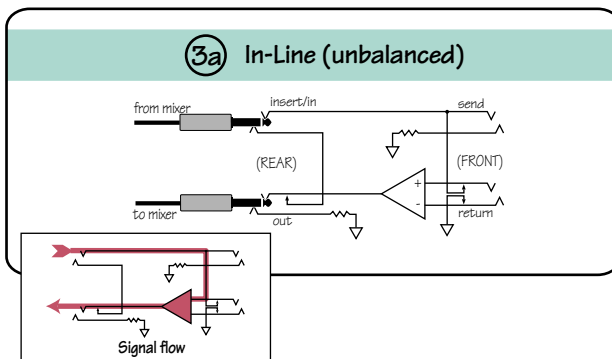 3a In-Line (unbalanced)
from mixer
insert/in
send
(REAR)
(FRONT)
+
-
to mixer
out
return
Signal flow